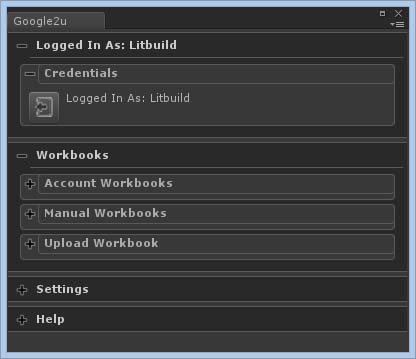 Google2u
Logged In As: Litbuild
Credentials
Logged In As: Litbuild
Workbooks
Account Workbooks
Manual Workbooks
Upload Workbook
Settings
Help